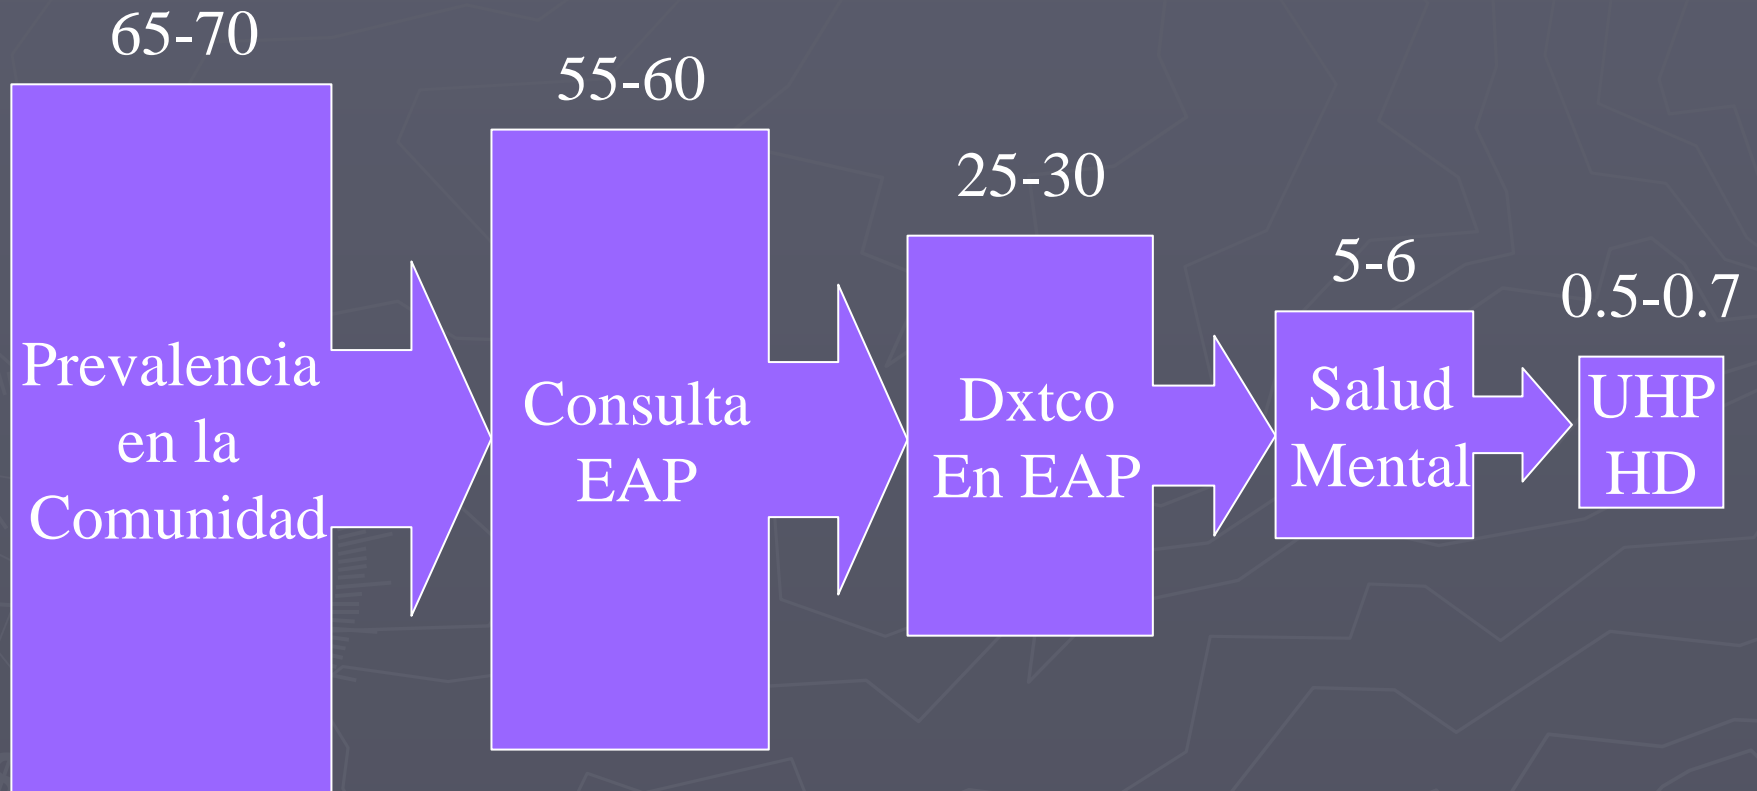 65-70
Prevalencia
en la
Comunidad
55-60
Consulta
EAP
25-30
Dxtco
En EAP
5-6
Salud
Mental
0.5-0.7
UHP
HD